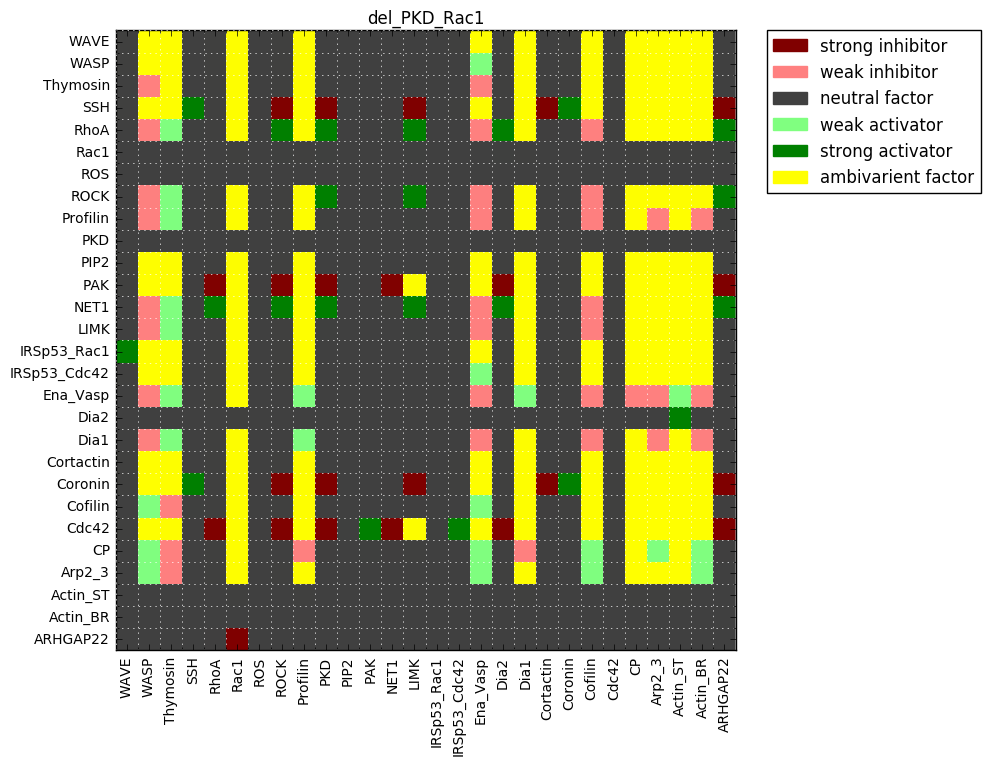 del_PKD_Rac1
WAVE
WASP
Thymosin
SSH
RhoA
Rac1
ROS
ROCK
Profilin
PKD
PIP2
PAK
NET1
LIMK
IRSp53_Rac1
IRSp53_Cdc42
Ena_Vasp
Dia2
Dia1
Cortactin
Coronin
Cofilin
Cdc42
CP
Arp2_3
Actin_ST
Actin_BR
ARHGAP22
WAVE
WASP
Thymosin
SSH
RhoA
Rac1
ROS
ROCK
Profilin
PKD
PIP2
PAK
NET1
LIMK
IRSp53_Rac1
IRSp53_Cdc42
Ena_Vasp
Dia2
Dia1
Cortactin
Coronin
Cofilin
Cdc42
CP
Arp2_3
Actin_ST
Actin_BR
ARHGAP22
strong inhibitor
weak inhibitor
neutral factor
weak activator
strong activator
ambivarient factor